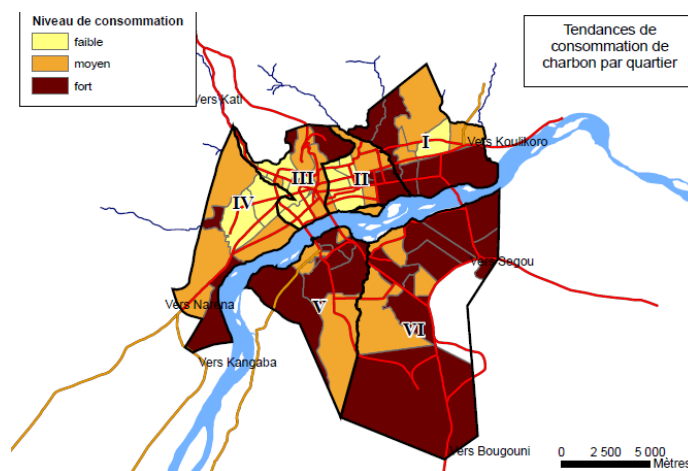 Niveau de consommation
faible
moyen
fort
Tendances de
consommation de
charbon par quartier
Vers Kati
I
Vers Koulikoro
III
II
IV
Vers Segou
Vers Narena
V
VI
Vers Kangaba
Vers Bougouni
0 2 500 5 000
Mètres